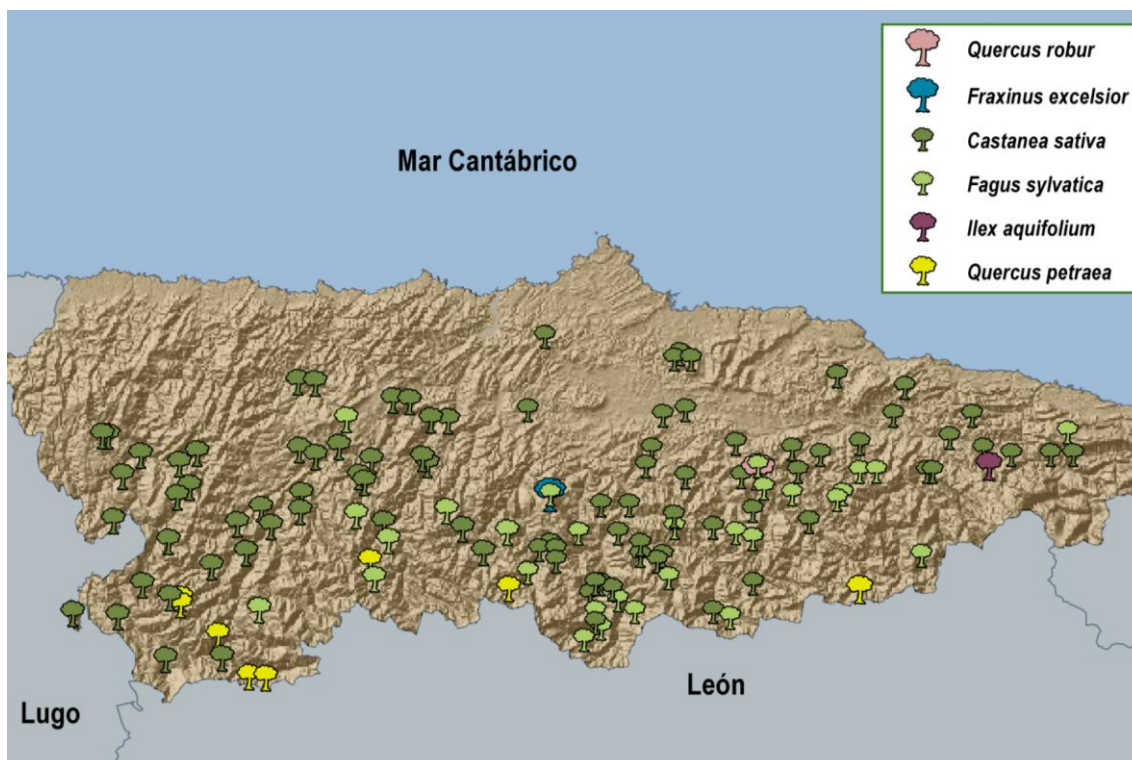 Quercus robur
Fraxinus excelsior
Castanea sativa
Fagus sylvatica
Ilex aquifolium
Quercus petraea
Mar Cantábrico
León
Lugo